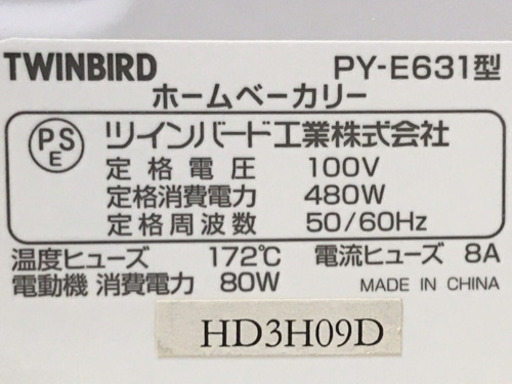 TWINBIRD PY-E631型
ホームベーカリー
PSE ツインバード工業株式会社
定格電圧 100V
定格消費電力 480W
定格周波数 50/60Hz
温度ヒューズ 172℃ 電流ヒューズ 8A
電動機 消費電力 80W MADE IN CHINA
HD3H09D